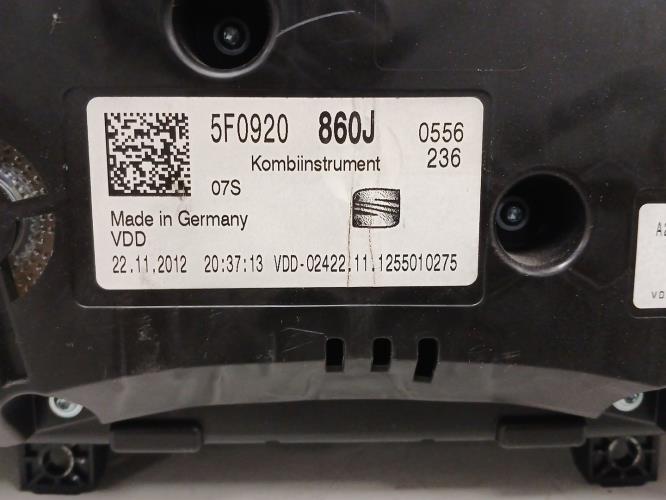 5F0920 860J 0556
Kombiinstrument 236
07S
Made in Germany
VDD
22.11.2012 20:37:13 VDD-02422.11.1255010275
VD